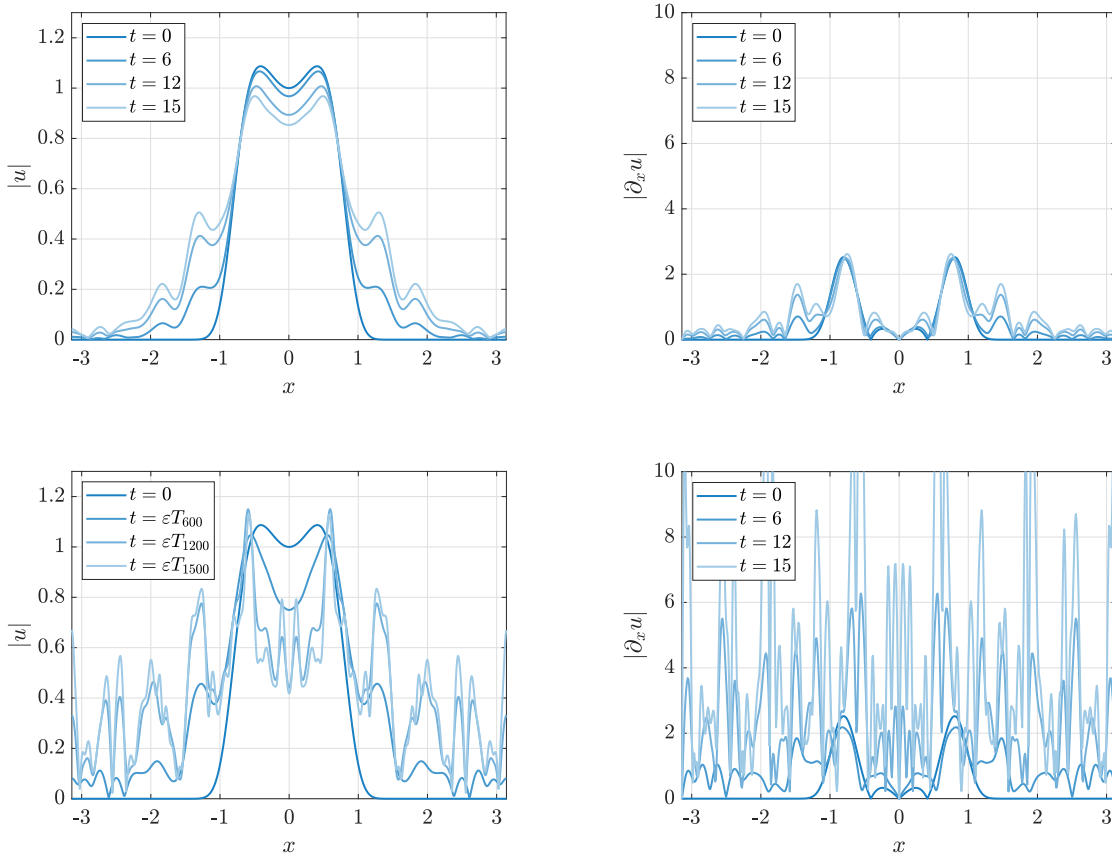 1.2
1
0.8
0.6
0.4
0.2
0
-3 -2 -1 0 1 2 3
x
|u|
t = 0
t = 6
t = 12
t = 15
10
8
6
4
2
0
-3 -2 -1 0 1 2 3
x
|∂ₓu|
t = 0
t = 6
t = 12
t = 15
1.2
1
0.8
0.6
0.4
0.2
0
-3 -2 -1 0 1 2 3
x
|u|
t = 0
t = εT₆₀₀
t = εT₁₂₀₀
t = εT₁₅₀₀
10
8
6
4
2
0
-3 -2 -1 0 1 2 3
x
|∂ₓu|
t = 0
t = 6
t = 12
t = 15